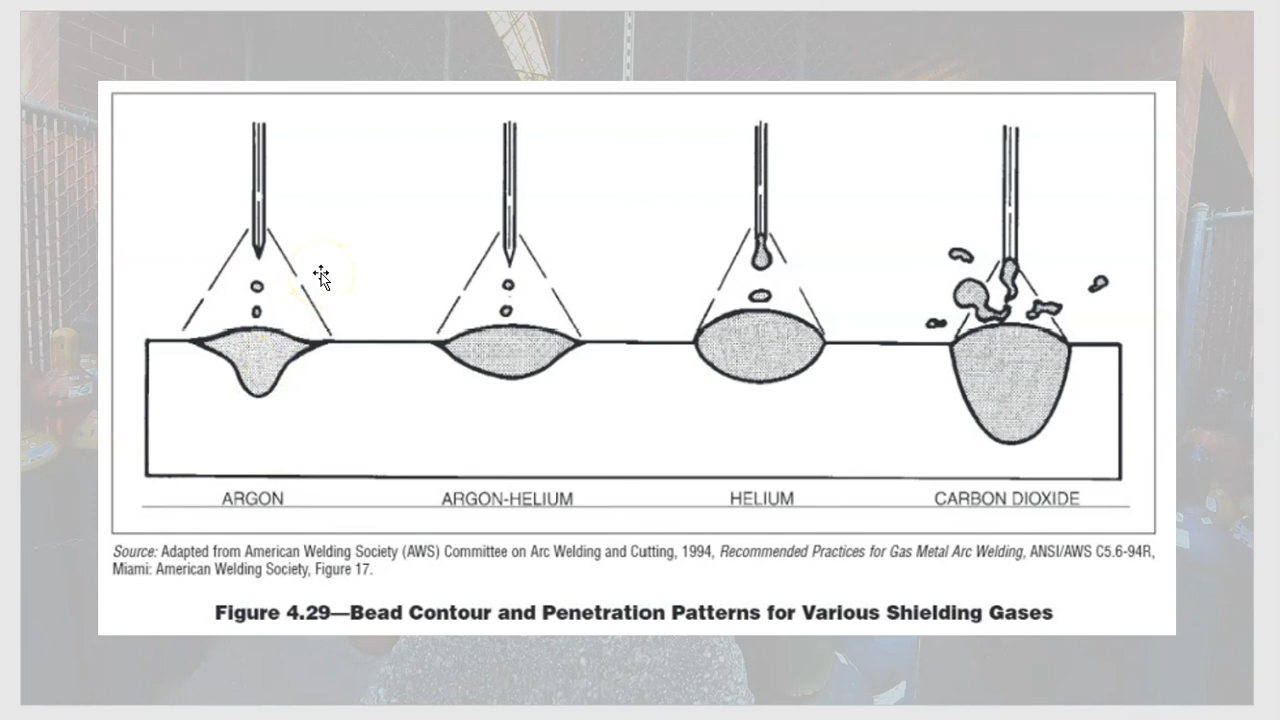 ARGON ARGON-HELIUM HELIUM CARBON DIOXIDE
Source: Adapted from American Welding Society (AWS) Committee on Arc Welding and Cutting, 1994, Recommended Practices for Gas Metal Arc Welding, ANSI/AWS C5.6-94R,
Miami: American Welding Society, Figure 17.
Figure 4.29—Bead Contour and Penetration Patterns for Various Shielding Gases